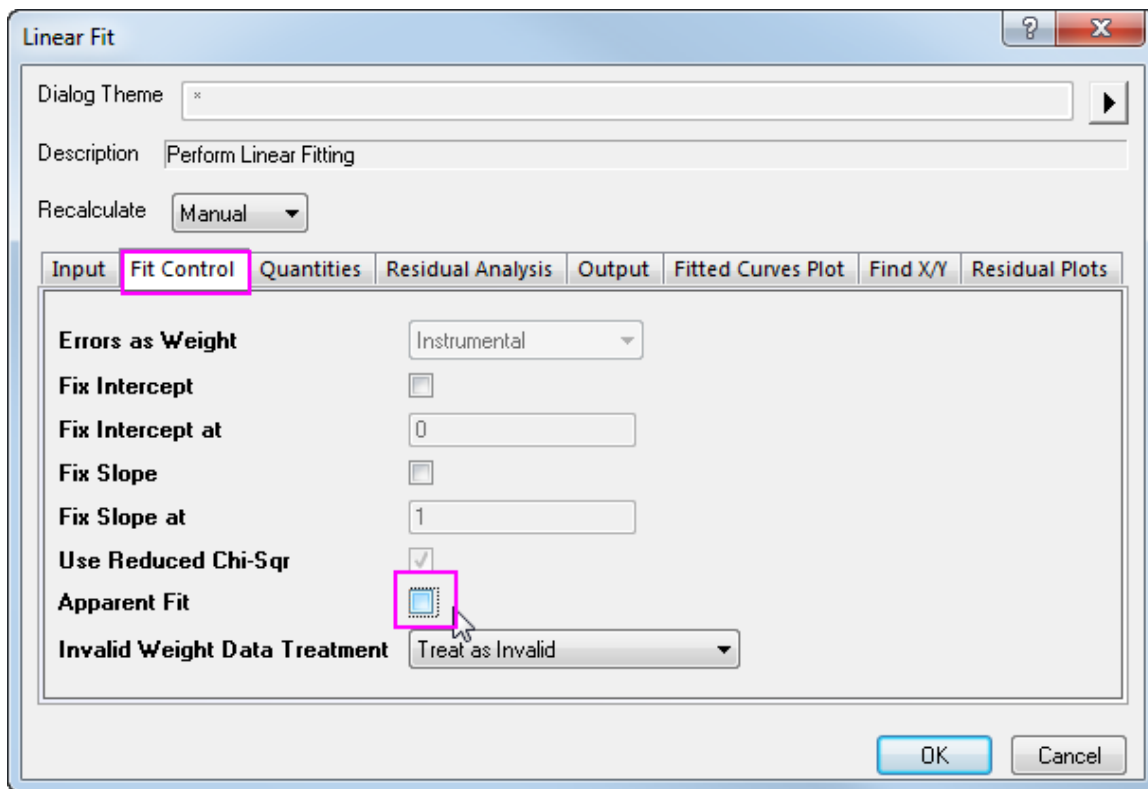 Linear Fit
Dialog Theme *
Description Perform Linear Fitting
Recalculate Manual
Input Fit Control Quantities Residual Analysis Output Fitted Curves Plot Find X/Y Residual Plots
Errors as Weight Instrumental
Fix Intercept
Fix Intercept at 0
Fix Slope
Fix Slope at 1
Use Reduced Chi-Sqr
Apparent Fit
Invalid Weight Data Treatment Treat as Invalid
OK Cancel